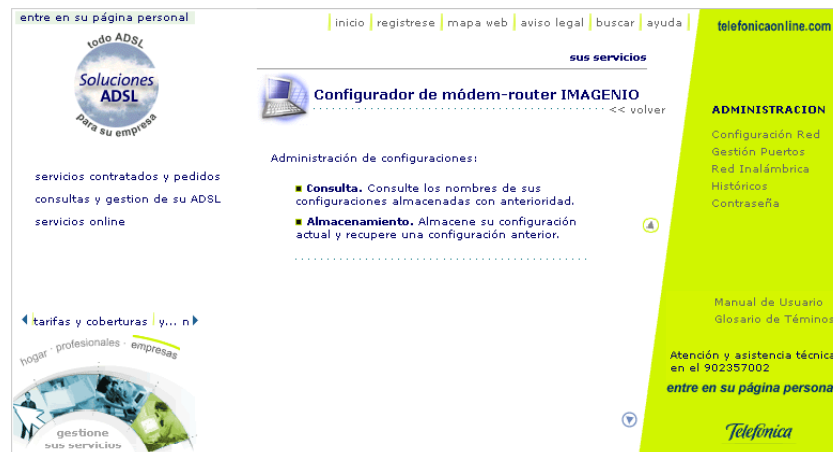 entre en su página personal
inicio registrese mapa web aviso legal buscar ayuda
telefonicaonline.com
todo ADSL
Soluciones
ADSL
para su empresa
sus servicios
Configurador de módem-router IMAGENIO
<< volver
ADMINISTRACION
Configuración Red
Gestión Puertos
Red Inalámbrica
Históricos
Contraseña
servicios contratados y pedidos
consultas y gestion de su ADSL
servicios online
Administración de configuraciones:
Consulta. Consulte los nombres de sus
configuraciones almacenadas con anterioridad.
Almacenamiento. Almacene su configuración
actual y recupere una configuración anterior.
Manual de Usuario
Glosario de Téminos
tarifas y coberturas y... n
hogar · profesionales · empresas
Atención y asistencia técnica
en el 902357002
entre en su página persona
gestione
sus servicios
Telefónica